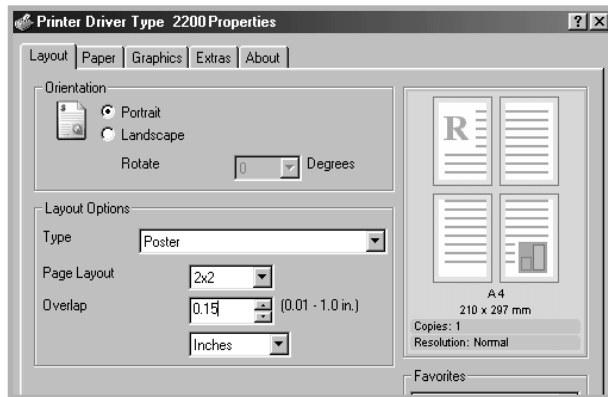 Printer Driver Type 2200 Properties
Layout Paper Graphics Extras About
Orientation
Portrait
Landscape
Rotate 0 Degrees
Layout Options
Type Poster
Page Layout 2x2
Overlap 0.15 (0.01 - 1.0 in.)
Inches
R
A4
210 x 297 mm
Copies: 1
Resolution: Normal
Favorites